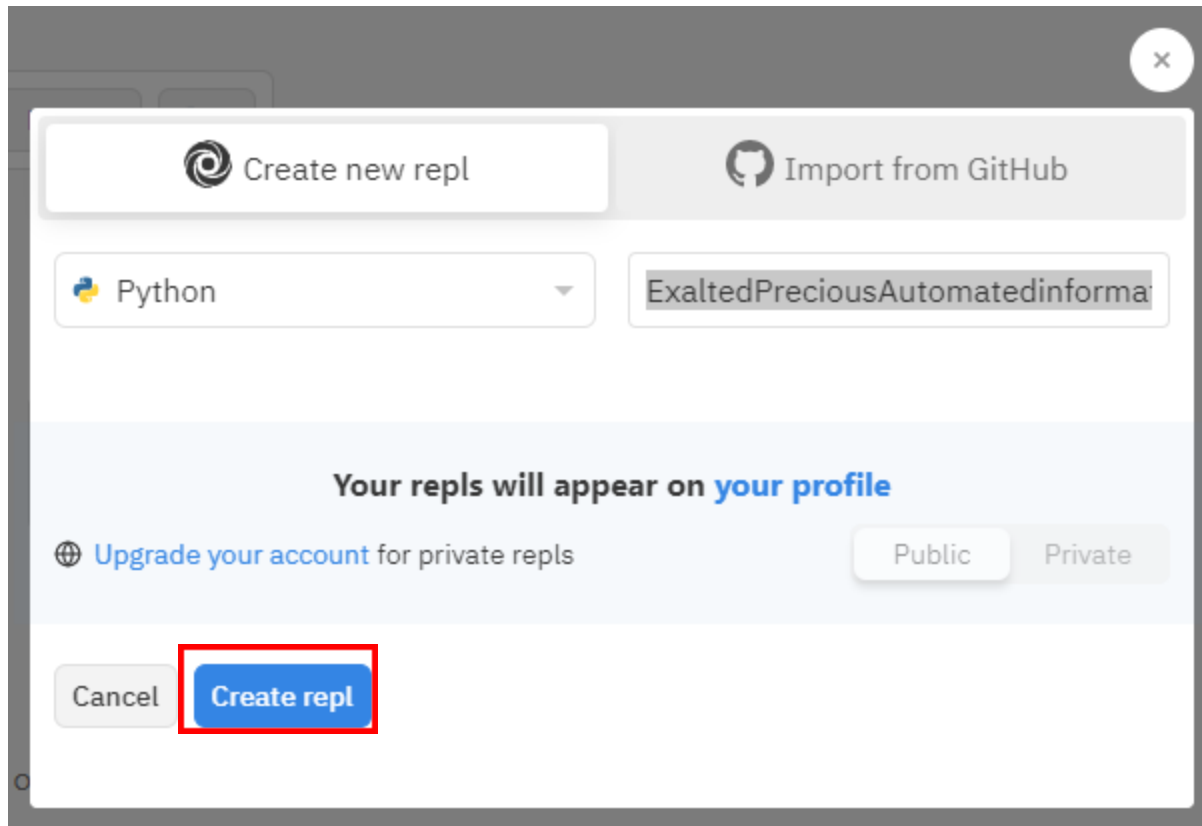 Create new repl
Import from GitHub
Python
ExaltedPreciousAutomatedinforma
Your repls will appear on your profile
Upgrade your account for private repls
Public
Private
Cancel
Create repl